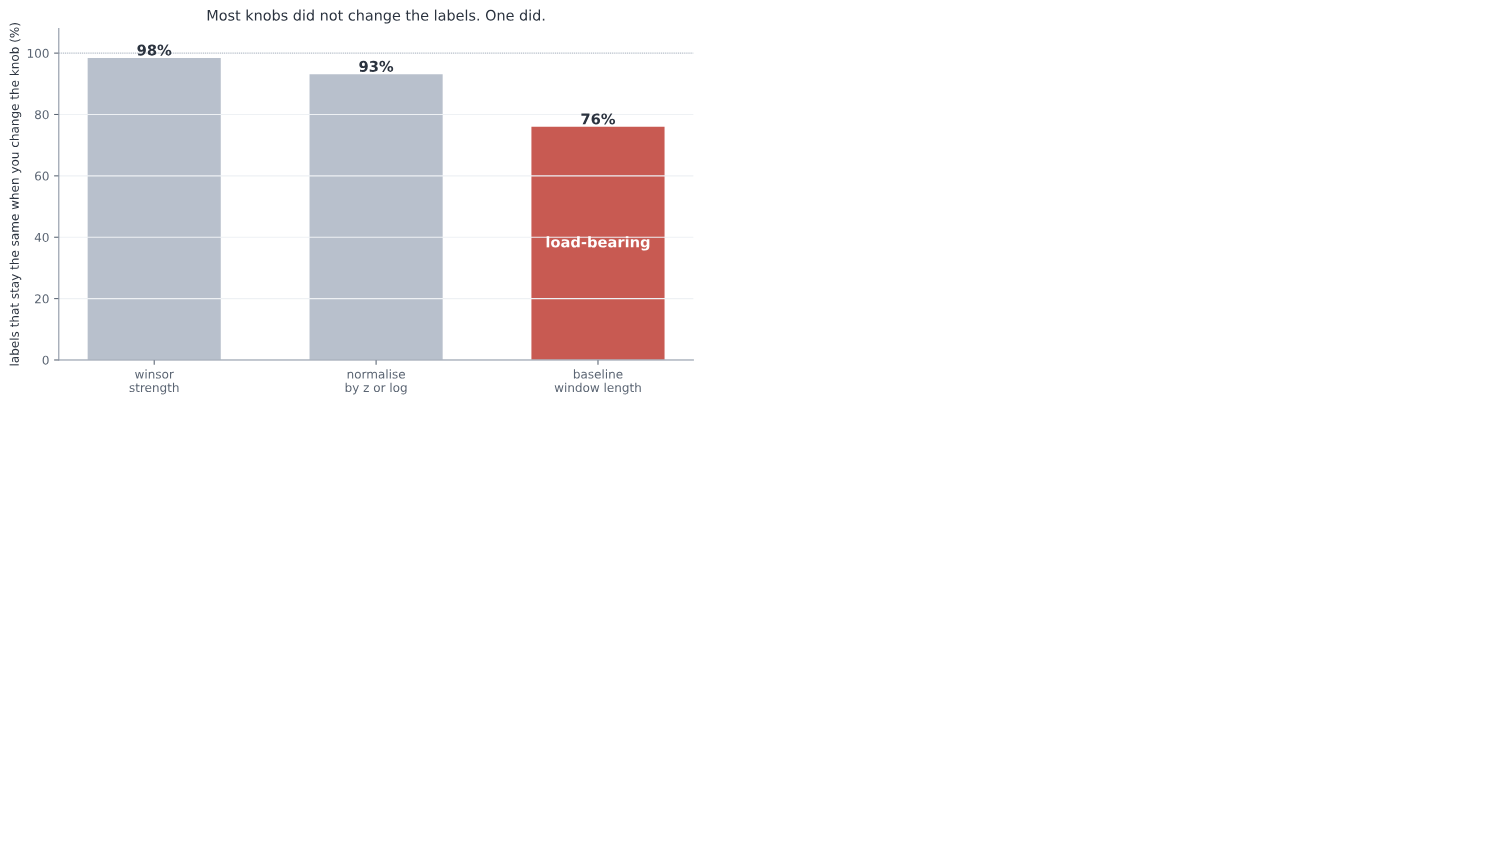 Most knobs did not change the labels. One did.
labels that stay the same when you change the knob (%)
100
80
60
40
20
0
98%
93%
76%
load-bearing
winsor
strength
normalise
by z or log
baseline
window length